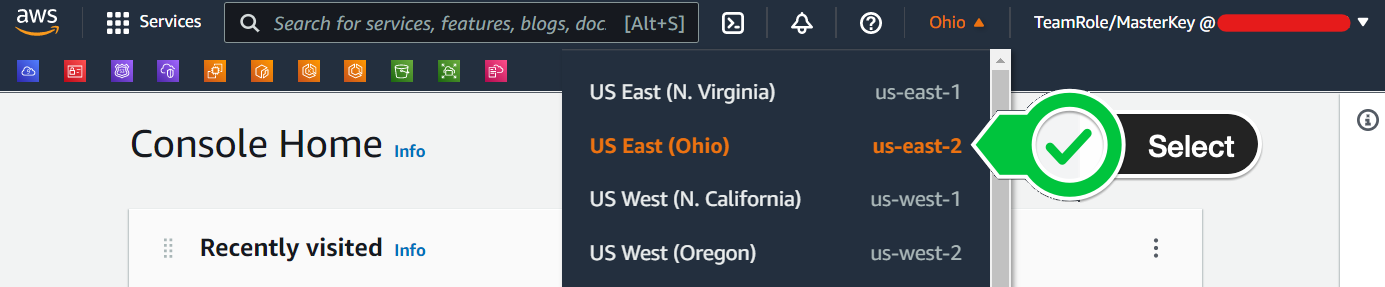 aws
Services
Search for services, features, blogs, doc. [Alt+S]
Ohio
TeamRole/MasterKey @
US East (N. Virginia) us-east-1
US East (Ohio) us-east-2
Select
US West (N. California) us-west-1
US West (Oregon) us-west-2
Console Home Info
Recently visited Info